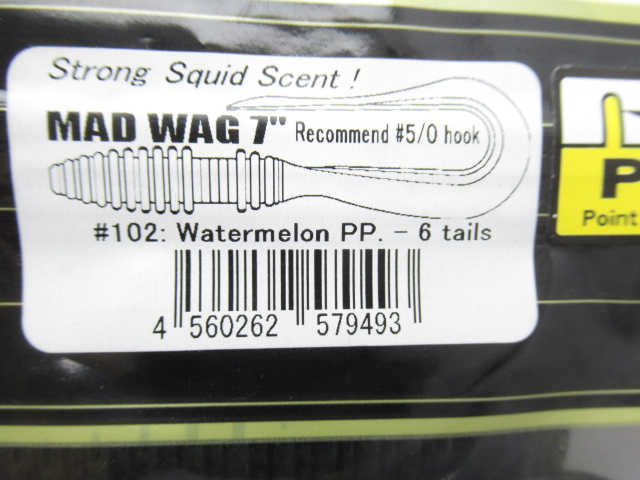 Strong Squid Scent!
MAD WAG 7" Recommend #5/0 hook
#102: Watermelon PP. - 6 tails
4 560262 579493
P
Point